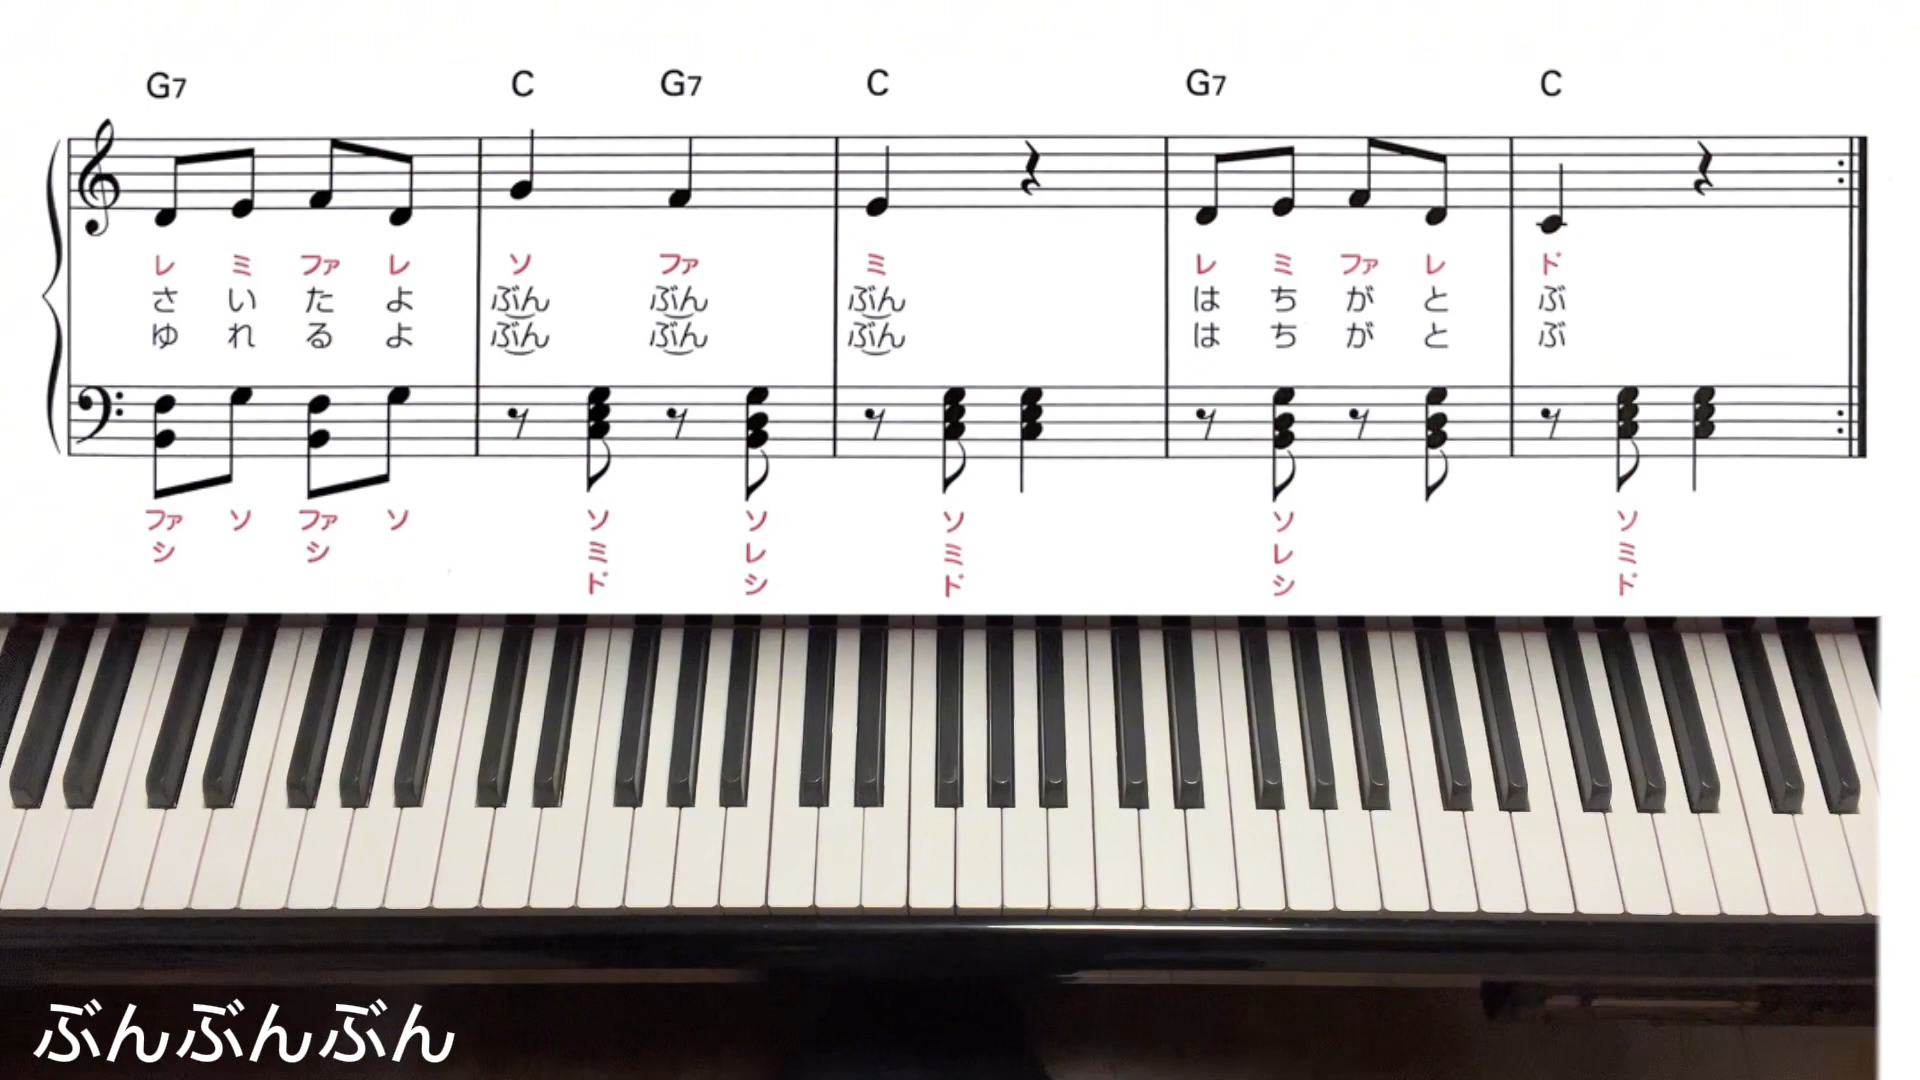 G7 C G7 C G7 C
レ ミ ファ レ ソ ファ ミ レ ミ ファ レ ド
さ い た よ ぶん ぶん ぶん は ち が と ぶ
ゆ れ る よ ぶん ぶん ぶん は ち が と ぶ
ファ ソ ファ ソ ソ ソ ソ ソ ソ
シ シ ミ レ ミ レ ミ
ド シ ド シ ド
ぶんぶんぶん